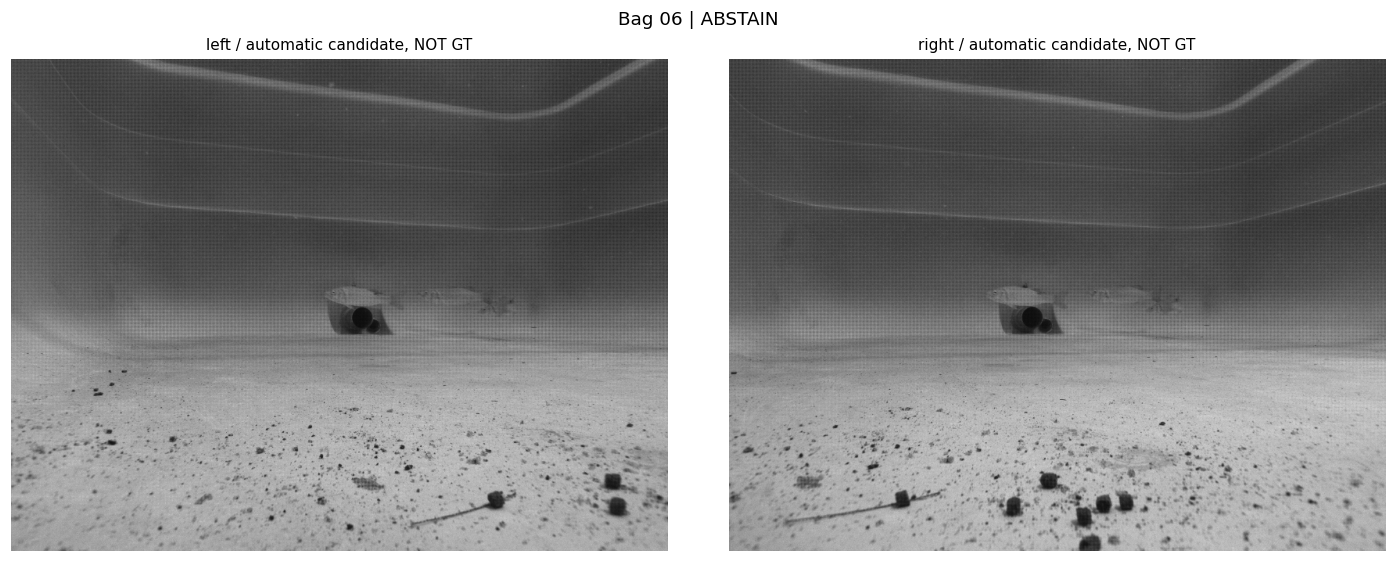 Bag 06 | ABSTAIN
left / automatic candidate, NOT GT
right / automatic candidate, NOT GT